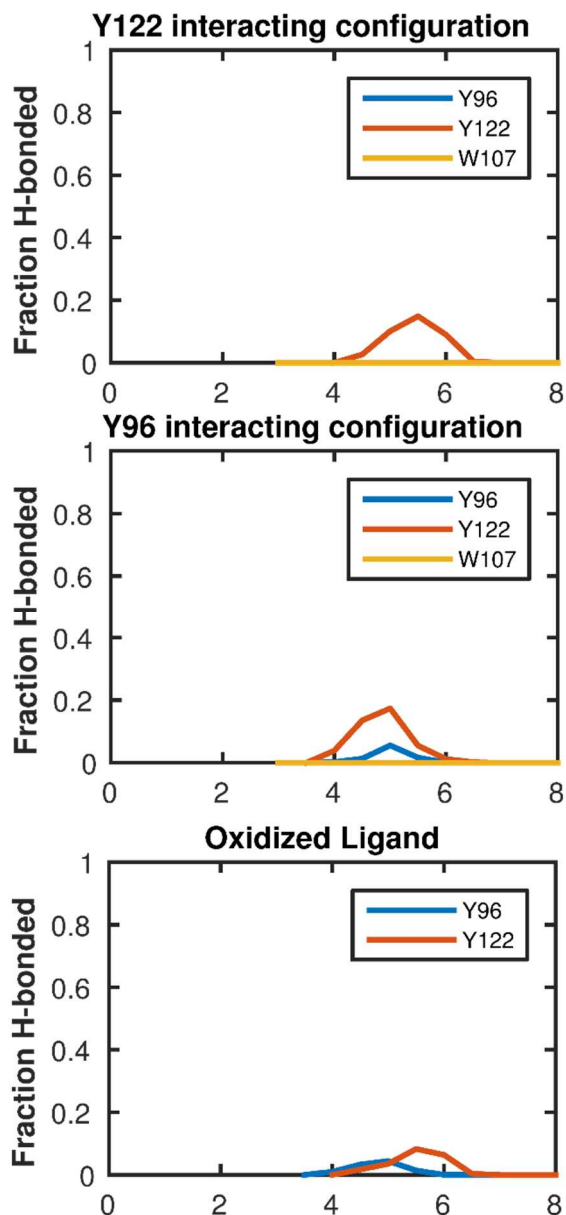 Y122 interacting configuration
1
0.8
0.6
0.4
0.2
0
Fraction H-bonded
Y96
Y122
W107
0 2 4 6 8
Y96 interacting configuration
1
0.8
0.6
0.4
0.2
0
Fraction H-bonded
Y96
Y122
W107
0 2 4 6 8
Oxidized Ligand
1
0.8
0.6
0.4
0.2
0
Fraction H-bonded
Y96
Y122
0 2 4 6 8